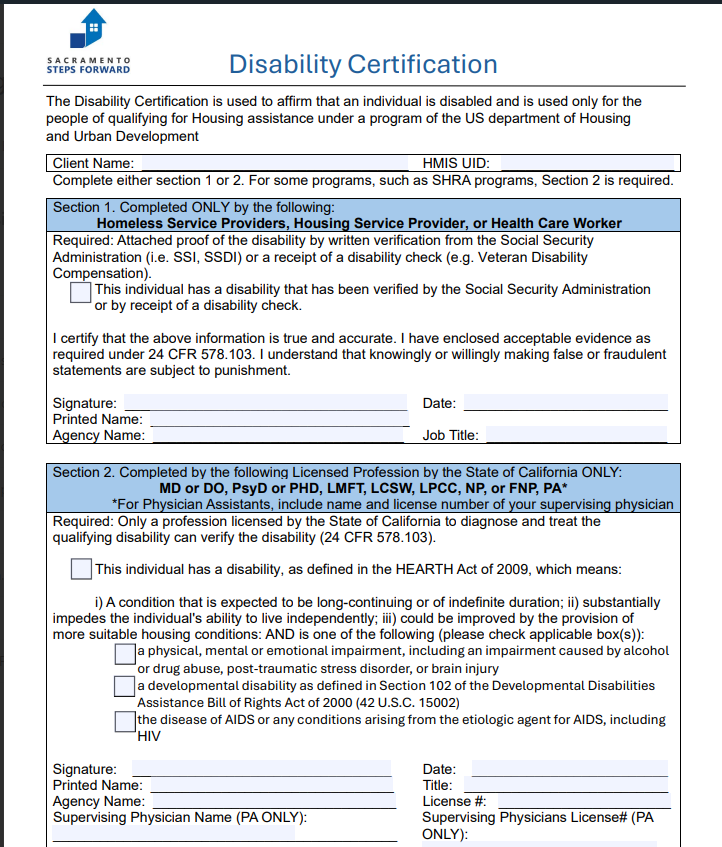 SACRAMENTO
STEPS FORWARD
Disability Certification
The Disability Certification is used to affirm that an individual is disabled and is used only for the
people of qualifying for Housing assistance under a program of the US department of Housing
and Urban Development
Client Name: HMIS UID:
Complete either section 1 or 2. For some programs, such as SHRA programs, Section 2 is required.
Section 1. Completed ONLY by the following:
Homeless Service Providers, Housing Service Provider, or Health Care Worker
Required: Attached proof of the disability by written verification from the Social Security
Administration (i.e. SSI, SSDI) or a receipt of a disability check (e.g. Veteran Disability
Compensation).
This individual has a disability that has been verified by the Social Security Administration
or by receipt of a disability check.
I certify that the above information is true and accurate. I have enclosed acceptable evidence as
required under 24 CFR 578.103. I understand that knowingly or willingly making false or fraudulent
statements are subject to punishment.
Signature: Date:
Printed Name:
Agency Name: Job Title:
Section 2. Completed by the following Licensed Profession by the State of California ONLY:
MD or DO, PsyD or PHD, LMFT, LCSW, LPCC, NP, or FNP, PA*
*For Physician Assistants, include name and license number of your supervising physician
Required: Only a profession licensed by the State of California to diagnose and treat the
qualifying disability can verify the disability (24 CFR 578.103).
This individual has a disability, as defined in the HEARTH Act of 2009, which means:
i) A condition that is expected to be long-continuing or of indefinite duration; ii) substantially
impedes the individual's ability to live independently; iii) could be improved by the provision of
more suitable housing conditions: AND is one of the following (please check applicable box(s)):
a physical, mental or emotional impairment, including an impairment caused by alcohol
or drug abuse, post-traumatic stress disorder, or brain injury
a developmental disability as defined in Section 102 of the Developmental Disabilities
Assistance Bill of Rights Act of 2000 (42 U.S.C. 15002)
the disease of AIDS or any conditions arising from the etiologic agent for AIDS, including
HIV
Signature: Date:
Printed Name: Title:
Agency Name: License #:
Supervising Physician Name (PA ONLY): Supervising Physicians License# (PA
ONLY):